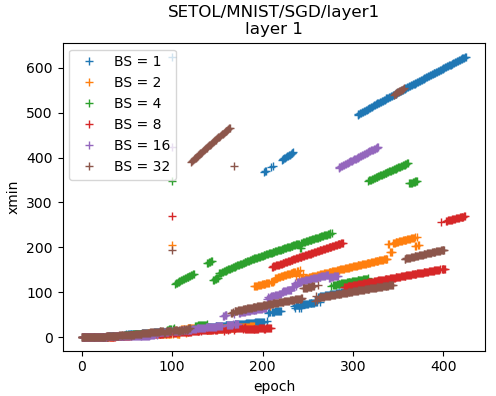 SETOL/MNIST/SGD/layer1
layer 1
BS = 1
BS = 2
BS = 4
BS = 8
BS = 16
BS = 32
xmin
600
500
400
300
200
100
0
0
100
200
300
400
epoch